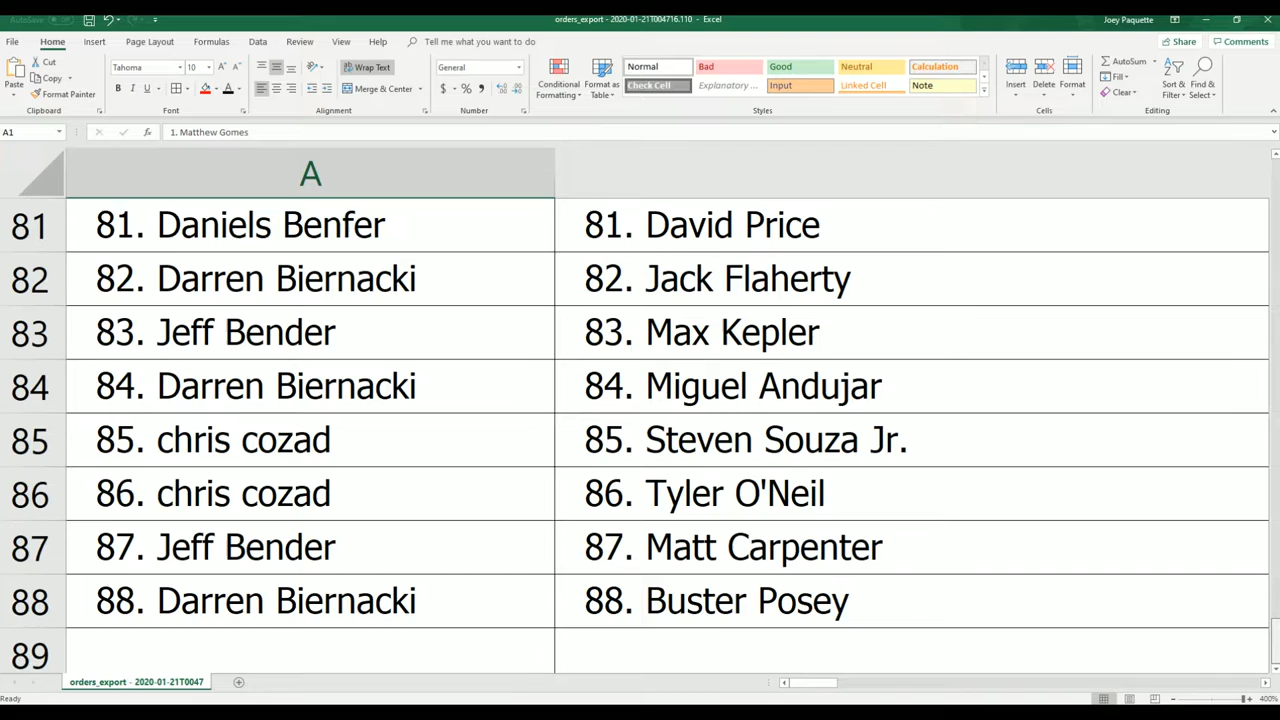 AutoSave Off
orders_export - 2020-01-21T004716.110 - Excel
Joey Paquette
File Home Insert Page Layout Formulas Data Review View Help Tell me what you want to do Share Comments
Paste Cut Copy Format Painter Clipboard
Tahoma 10 A A B I U A Font
Wrap Text Merge & Center Alignment
General $ % , Number
Conditional Formatting Format as Table
Normal Bad Good Neutral Calculation
Check Cell Explanatory ... Input Linked Cell Note
Styles
Insert Delete Format Cells
AutoSum Fill Clear Sort & Filter Find & Select Editing
A1 fx 1. Matthew Gomes
A
81 81. Daniels Benfer 81. David Price
82 82. Darren Biernacki 82. Jack Flaherty
83 83. Jeff Bender 83. Max Kepler
84 84. Darren Biernacki 84. Miguel Andujar
85 85. chris cozad 85. Steven Souza Jr.
86 86. chris cozad 86. Tyler O'Neil
87 87. Jeff Bender 87. Matt Carpenter
88 88. Darren Biernacki 88. Buster Posey
89
orders_export - 2020-01-21T0047
Ready 400%